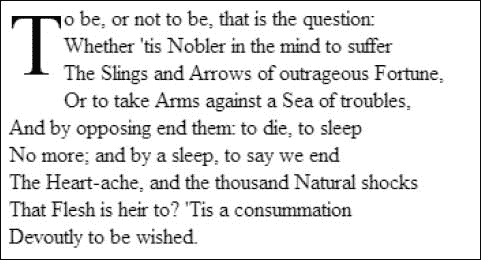 To be, or not to be, that is the question:
Whether 'tis Nobler in the mind to suffer
The Slings and Arrows of outrageous Fortune,
Or to take Arms against a Sea of troubles,
And by opposing end them: to die, to sleep
No more; and by a sleep, to say we end
The Heart-ache, and the thousand Natural shocks
That Flesh is heir to? 'Tis a consummation
Devoutly to be wished.